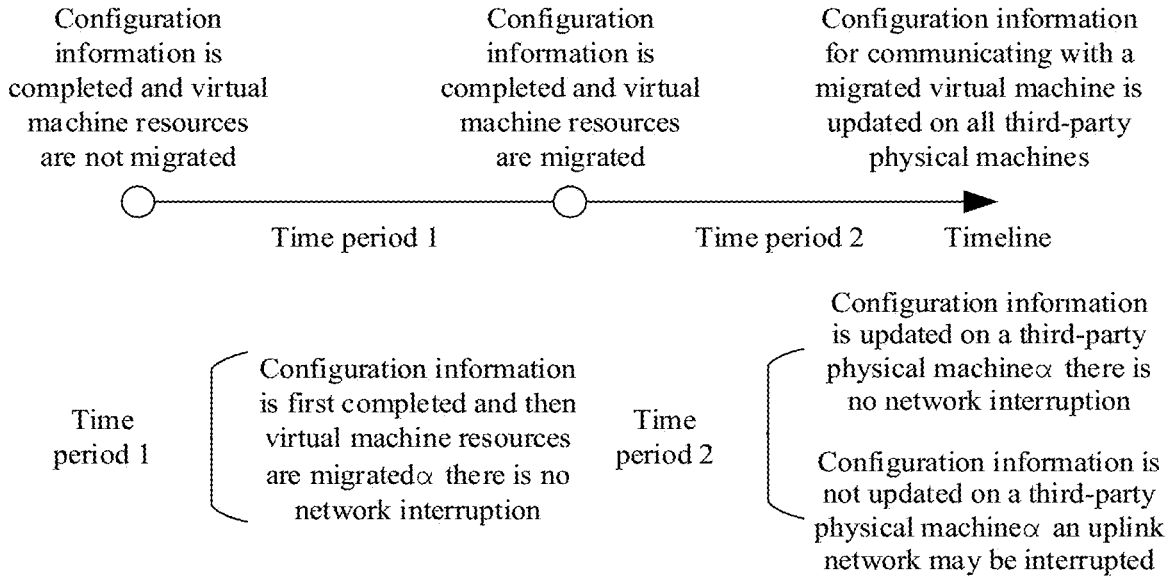 Configuration
information is
completed and virtual
machine resources
are not migrated
Configuration
information is
completed and virtual
machine resources
are migrated
Configuration information
for communicating with a
migrated virtual machine is
updated on all third-party
physical machines
Time period 1
Time period 2
Timeline
Time
period 1
Configuration information
is first completed and then
virtual machine resources
are migratedα there is no
network interruption
Time
period 2
Configuration information
is updated on a third-party
physical machineα there is
no network interruption
Configuration information is
not updated on a third-party
physical machineα an uplink
network may be interrupted